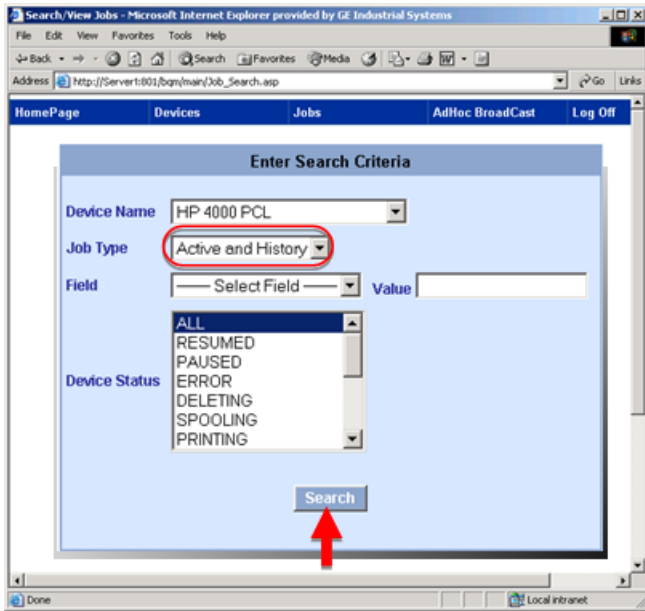 Search/View Jobs - Microsoft Internet Explorer provided by GE Industrial Systems
File Edit View Favorites Tools Help
Back Search Favorites Media
Address http://Server1:801/bqm/main/Job_Search.asp Go Links
HomePage Devices Jobs AdHoc BroadCast Log Off
Enter Search Criteria
Device Name HP 4000 PCL
Job Type Active and History
Field —— Select Field —— Value
Device Status
ALL
RESUMED
PAUSED
ERROR
DELETING
SPOOLING
PRINTING
Search
Done Local intranet